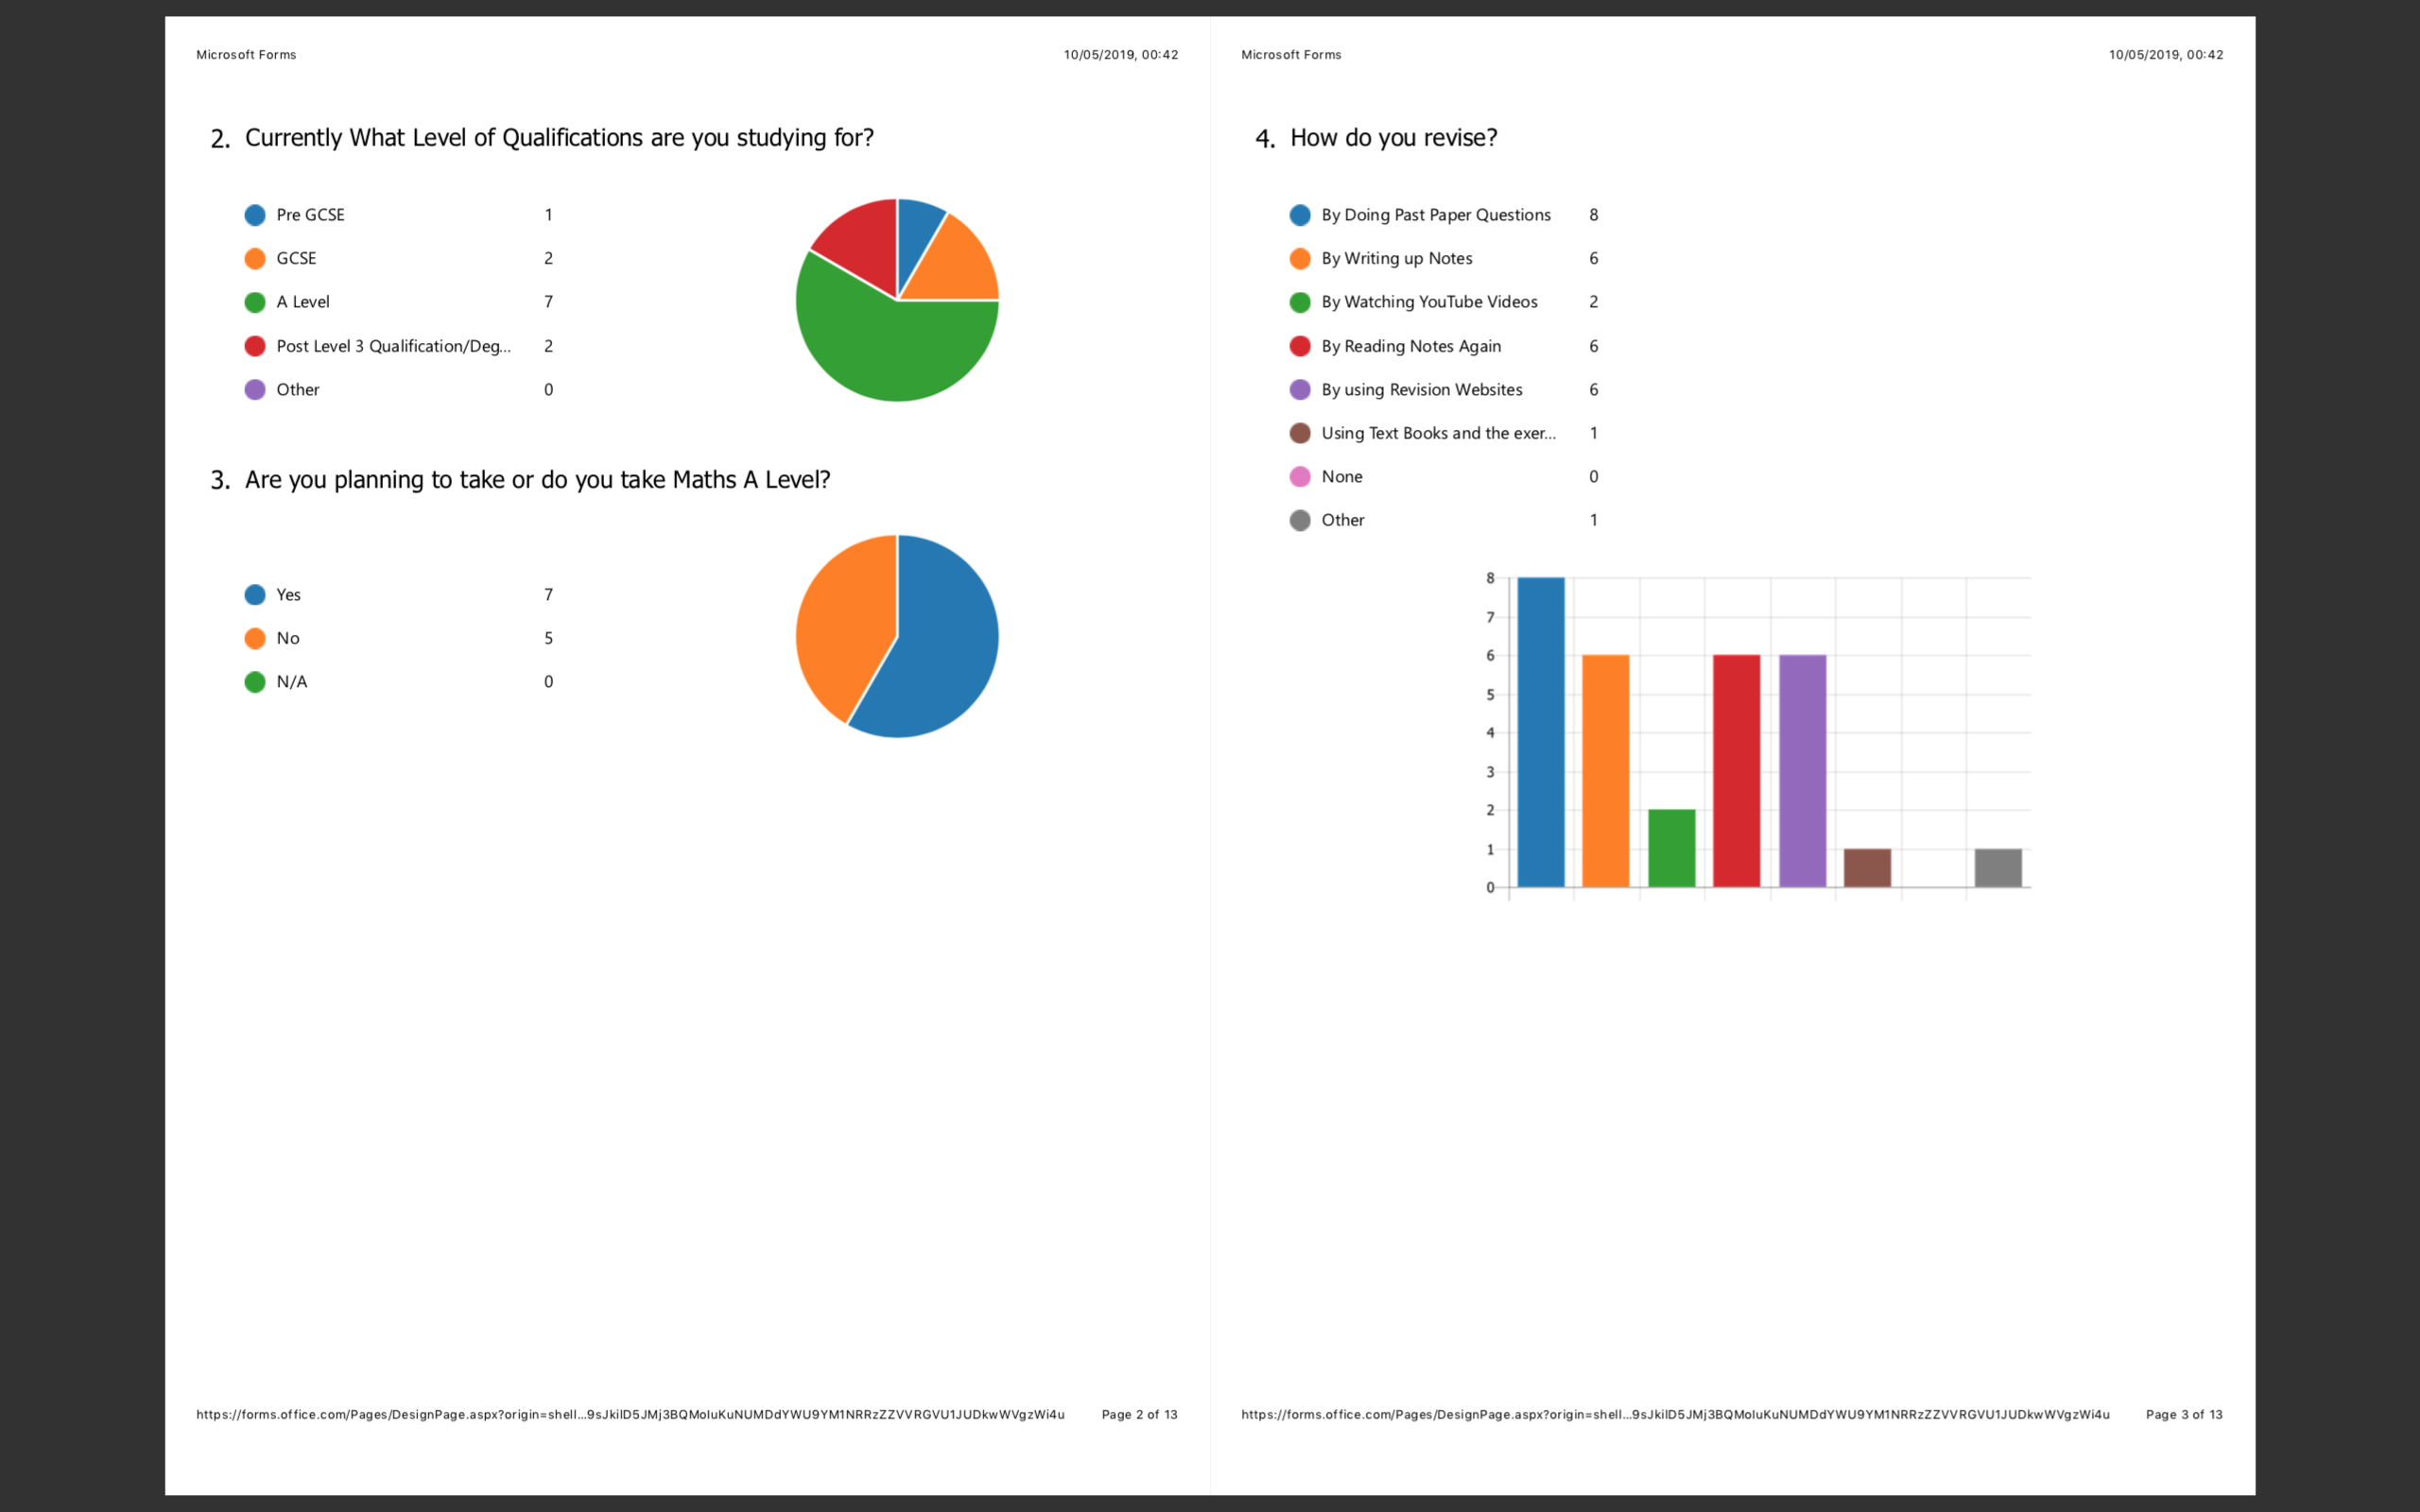 Microsoft Forms 10/05/2019, 00:42
2. Currently What Level of Qualifications are you studying for?
Pre GCSE 1
GCSE 2
A Level 7
Post Level 3 Qualification/Deg... 2
Other 0
3. Are you planning to take or do you take Maths A Level?
Yes 7
No 5
N/A 0
https://forms.office.com/Pages/DesignPage.aspx?origin=shell...9sJkilD5JMj3BQMoIuKuNUMDdYWU9YM1NRRzZZVVRGVU1JUDkwWVgzWi4u Page 2 of 13
Microsoft Forms 10/05/2019, 00:42
4. How do you revise?
By Doing Past Paper Questions 8
By Writing up Notes 6
By Watching YouTube Videos 2
By Reading Notes Again 6
By using Revision Websites 6
Using Text Books and the exer... 1
None 0
Other 1
8
7
6
5
4
3
2
1
0
https://forms.office.com/Pages/DesignPage.aspx?origin=shell...9sJkilD5JMj3BQMoIuKuNUMDdYWU9YM1NRRzZZVVRGVU1JUDkwWVgzWi4u Page 3 of 13